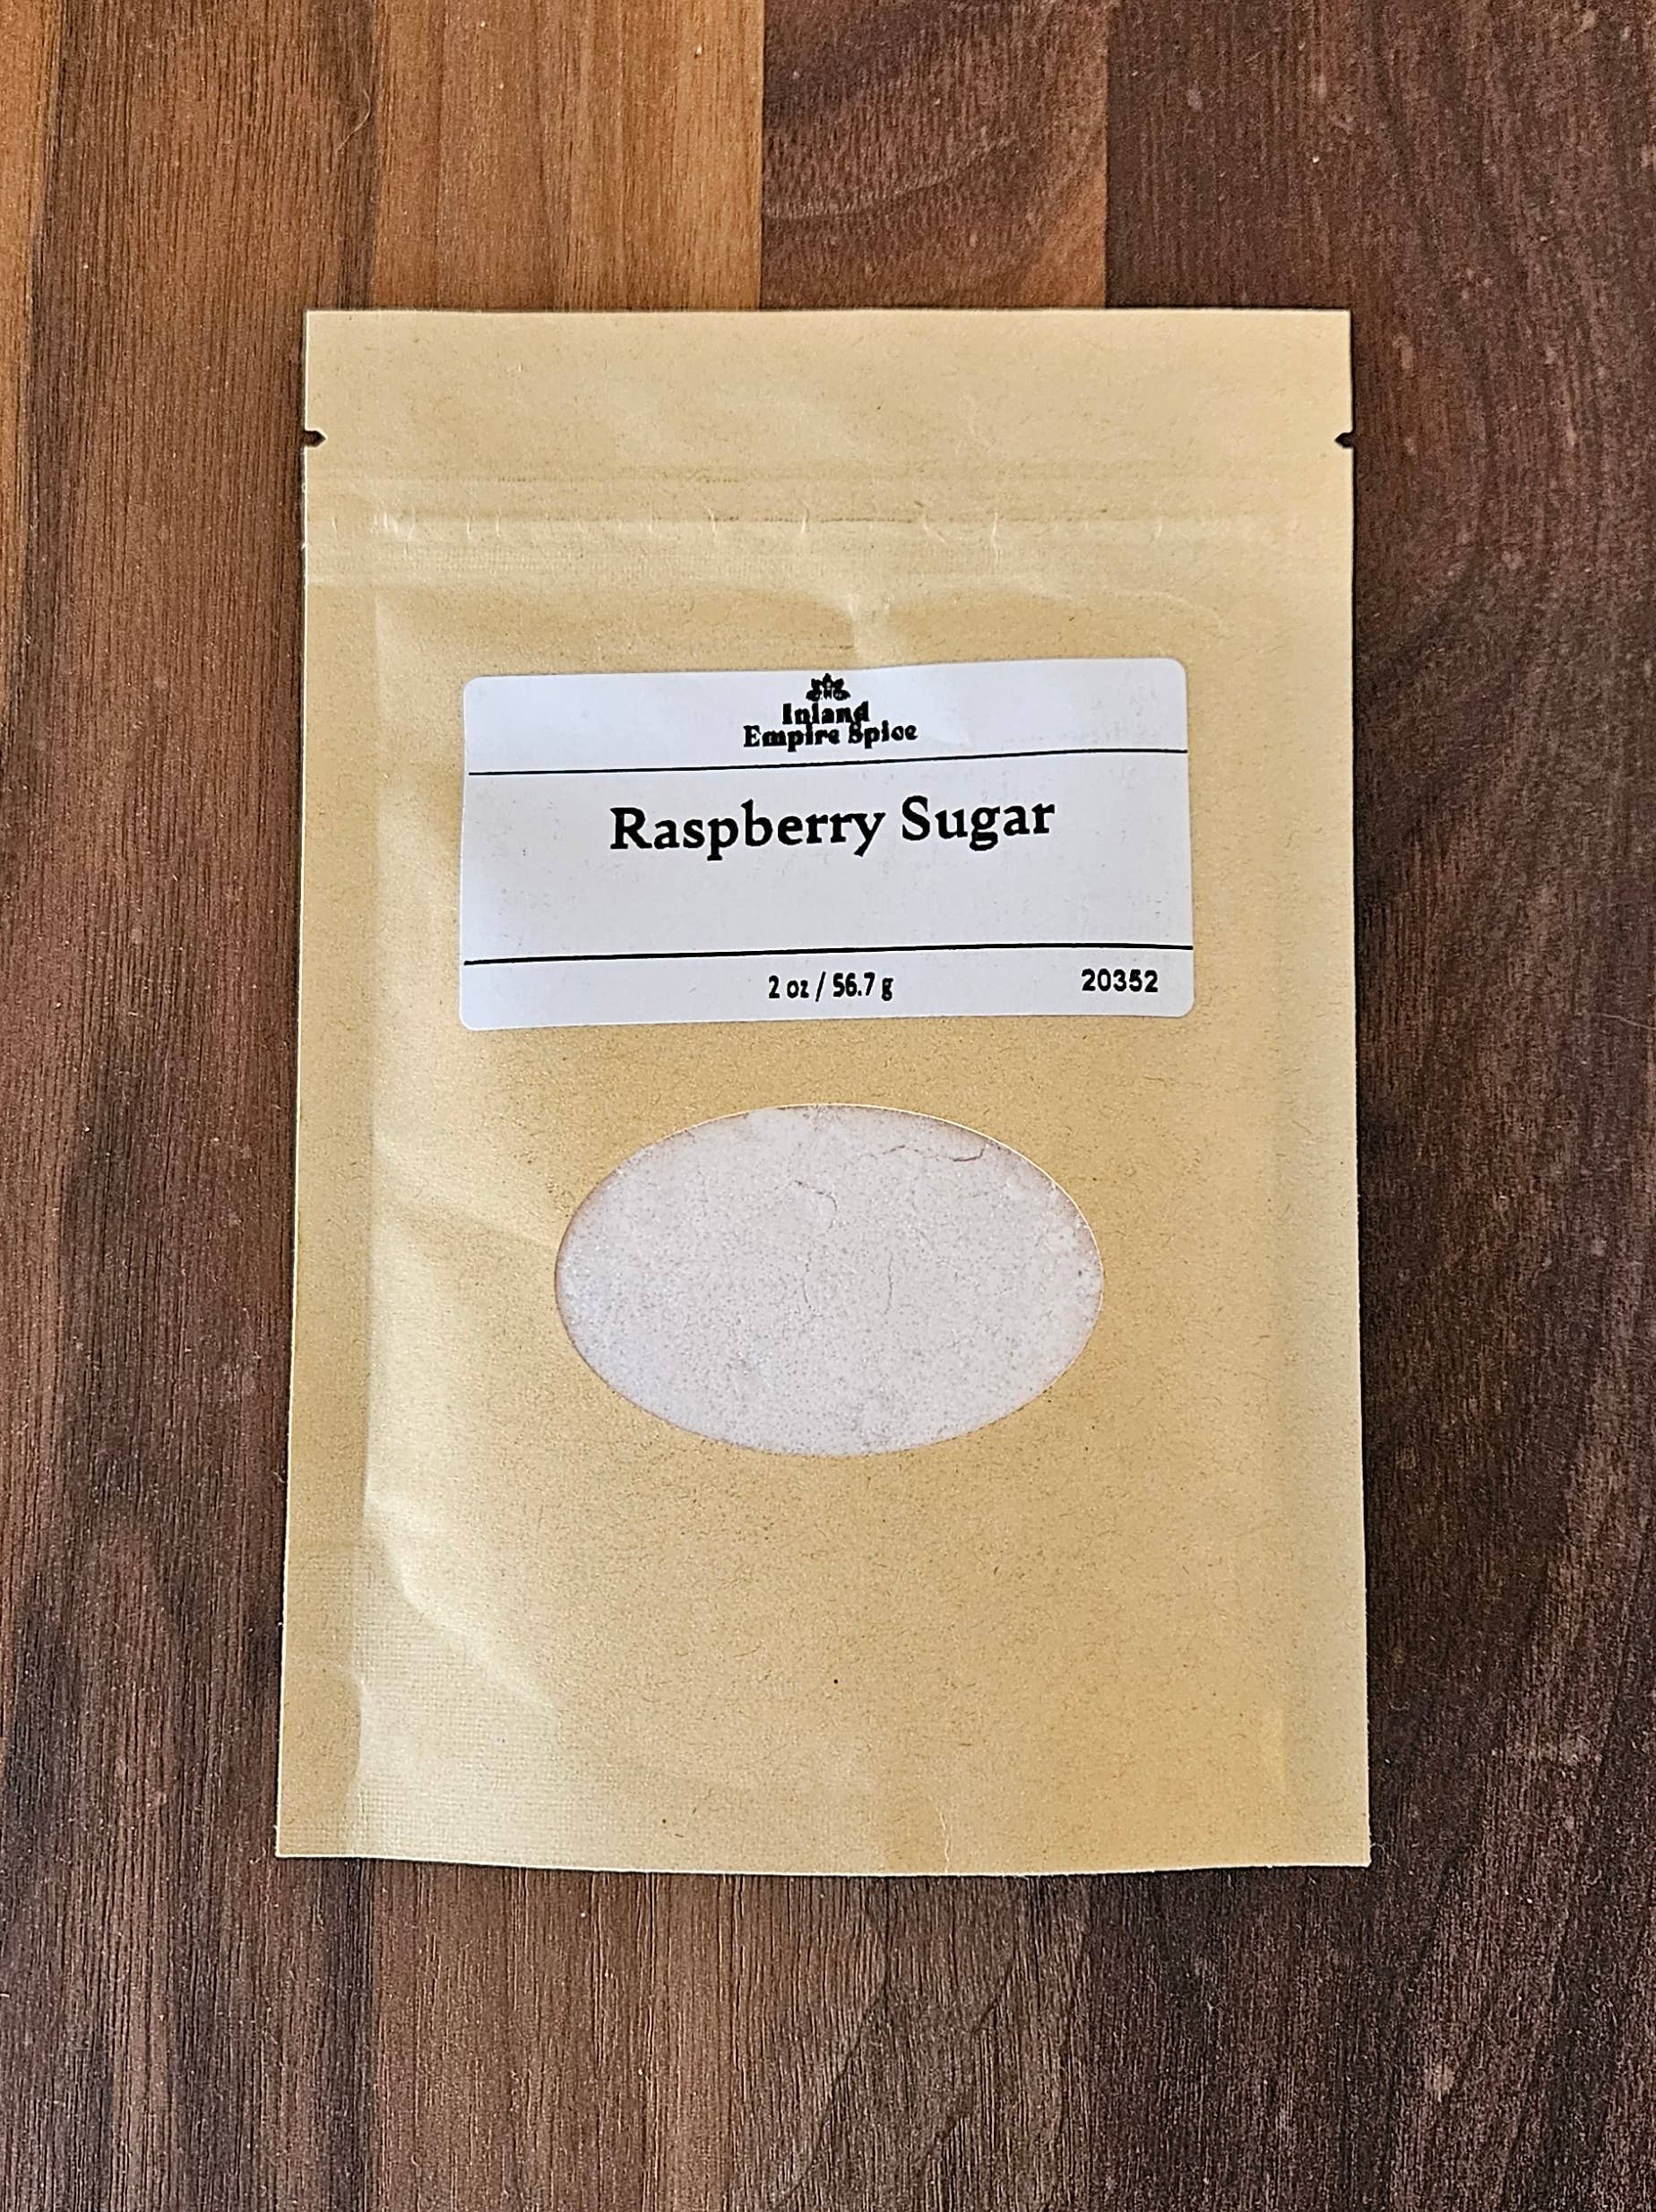 Inland
Empire Spice
Raspberry Sugar
2 oz / 56.7 g
20352